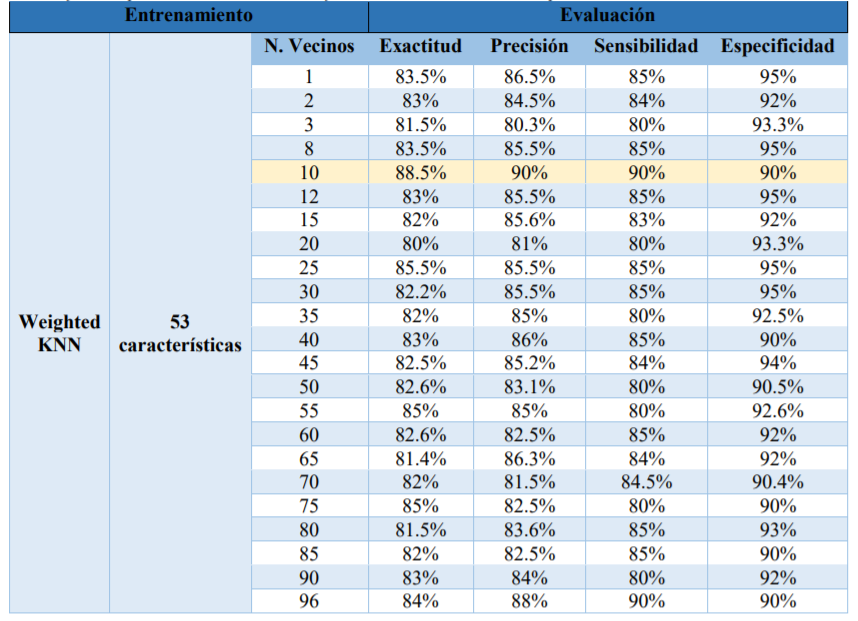 Entrenamiento Evaluación
N. Vecinos Exactitud Precisión Sensibilidad Especificidad
1 83.5% 86.5% 85% 95%
2 83% 84.5% 84% 92%
3 81.5% 80.3% 80% 93.3%
8 83.5% 85.5% 85% 95%
10 88.5% 90% 90% 90%
12 83% 85.5% 85% 95%
15 82% 85.6% 83% 92%
20 80% 81% 80% 93.3%
25 85.5% 85.5% 85% 95%
30 82.2% 85.5% 85% 95%
35 82% 85% 80% 92.5%
Weighted KNN 53 características
40 83% 86% 85% 90%
45 82.5% 85.2% 84% 94%
50 82.6% 83.1% 80% 90.5%
55 85% 85% 80% 92.6%
60 82.6% 82.5% 85% 92%
65 81.4% 86.3% 84% 92%
70 82% 81.5% 84.5% 90.4%
75 85% 82.5% 80% 90%
80 81.5% 83.6% 85% 93%
85 82% 82.5% 85% 90%
90 83% 84% 80% 92%
96 84% 88% 90% 90%